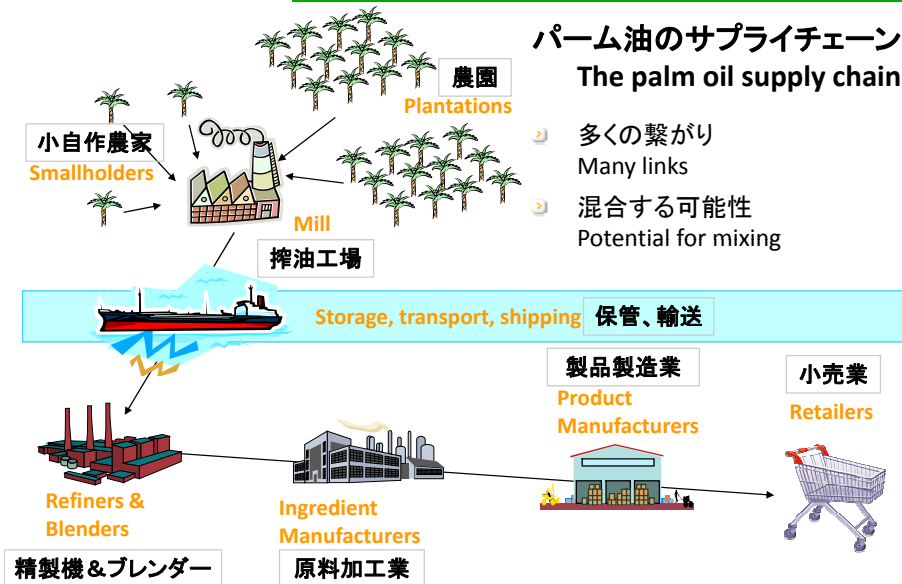 パーム油のサプライチェーン
The palm oil supply chain
多くの繋がり
Many links
混合する可能性
Potential for mixing
農園
Plantations
小自作農家
Smallholders
Mill
搾油工場
Storage, transport, shipping 保管、輸送
製品製造業
Product
Manufacturers
小売業
Retailers
Refiners &
Blenders
精製機&ブレンダー
Ingredient
Manufacturers
原料加工業